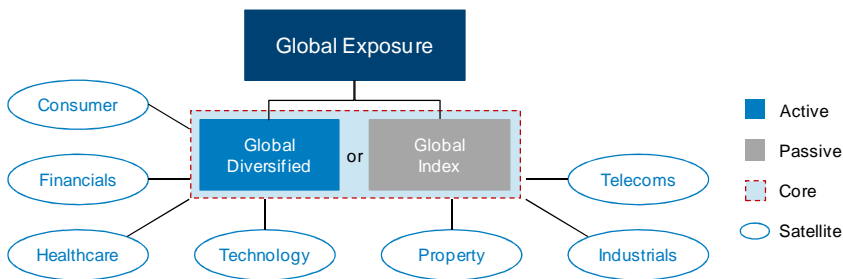 Global Exposure
Consumer
Global
Diversified
or
Global
Index
Financials
Telecoms
Healthcare
Technology
Property
Industrials
Active
Passive
Core
Satellite